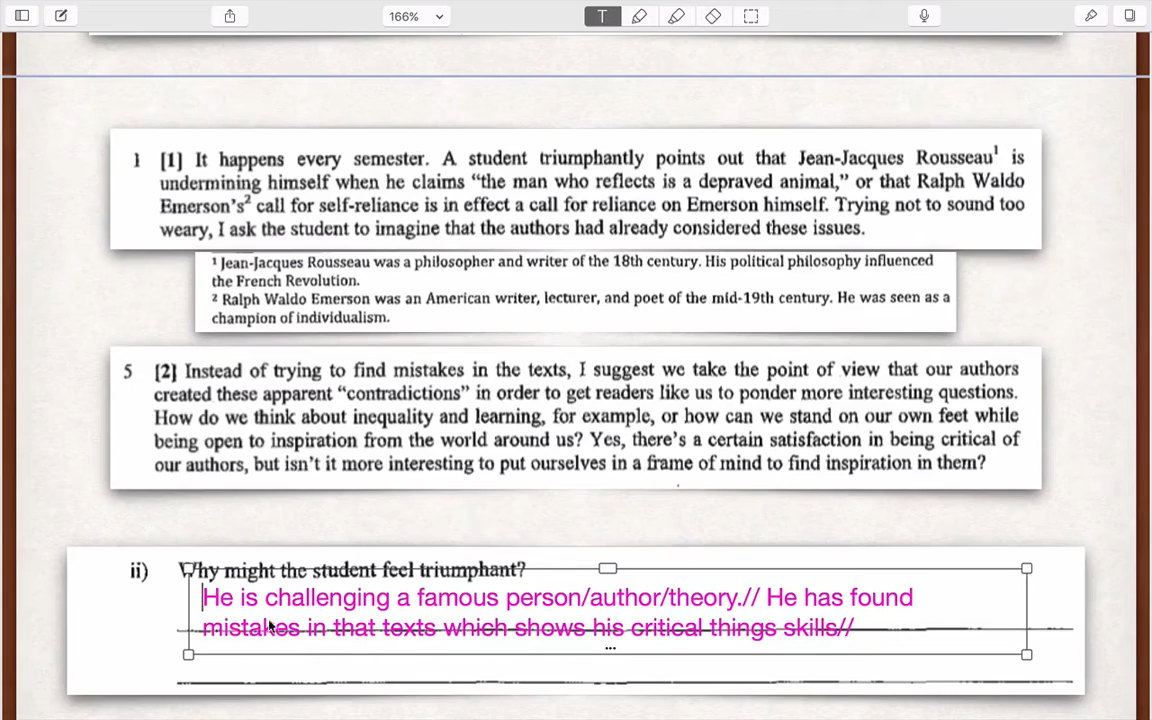 166%
T
1 [1] It happens every semester. A student triumphantly points out that Jean-Jacques Rousseau¹ is
undermining himself when he claims “the man who reflects is a depraved animal,” or that Ralph Waldo
Emerson’s² call for self-reliance is in effect a call for reliance on Emerson himself. Trying not to sound too
weary, I ask the student to imagine that the authors had already considered these issues.
¹ Jean-Jacques Rousseau was a philosopher and writer of the 18th century. His political philosophy influenced
the French Revolution.
² Ralph Waldo Emerson was an American writer, lecturer, and poet of the mid-19th century. He was seen as a
champion of individualism.
5 [2] Instead of trying to find mistakes in the texts, I suggest we take the point of view that our authors
created these apparent “contradictions” in order to get readers like us to ponder more interesting questions.
How do we think about inequality and learning, for example, or how can we stand on our own feet while
being open to inspiration from the world around us? Yes, there’s a certain satisfaction in being critical of
our authors, but isn’t it more interesting to put ourselves in a frame of mind to find inspiration in them?
ii) Why might the student feel triumphant?
He is challenging a famous person/author/theory.// He has found
mistakes in that texts which shows his critical things skills//